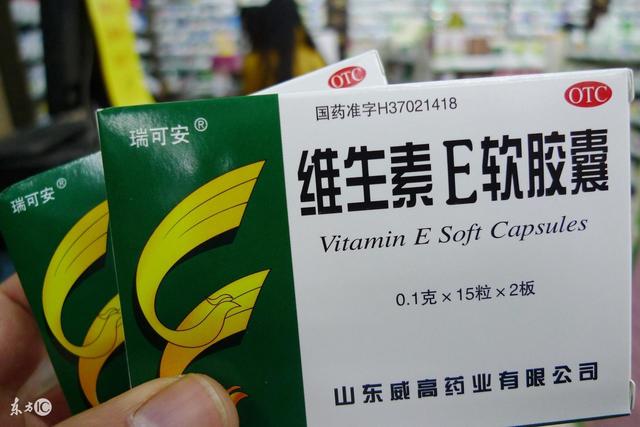 OTC
国药准字H37021418
OTC
瑞可安®
维生素E软胶囊
Vitamin E Soft Capsules
瑞可安®
0.1克×15粒×2板
山东威高药业有限公司
东方IC